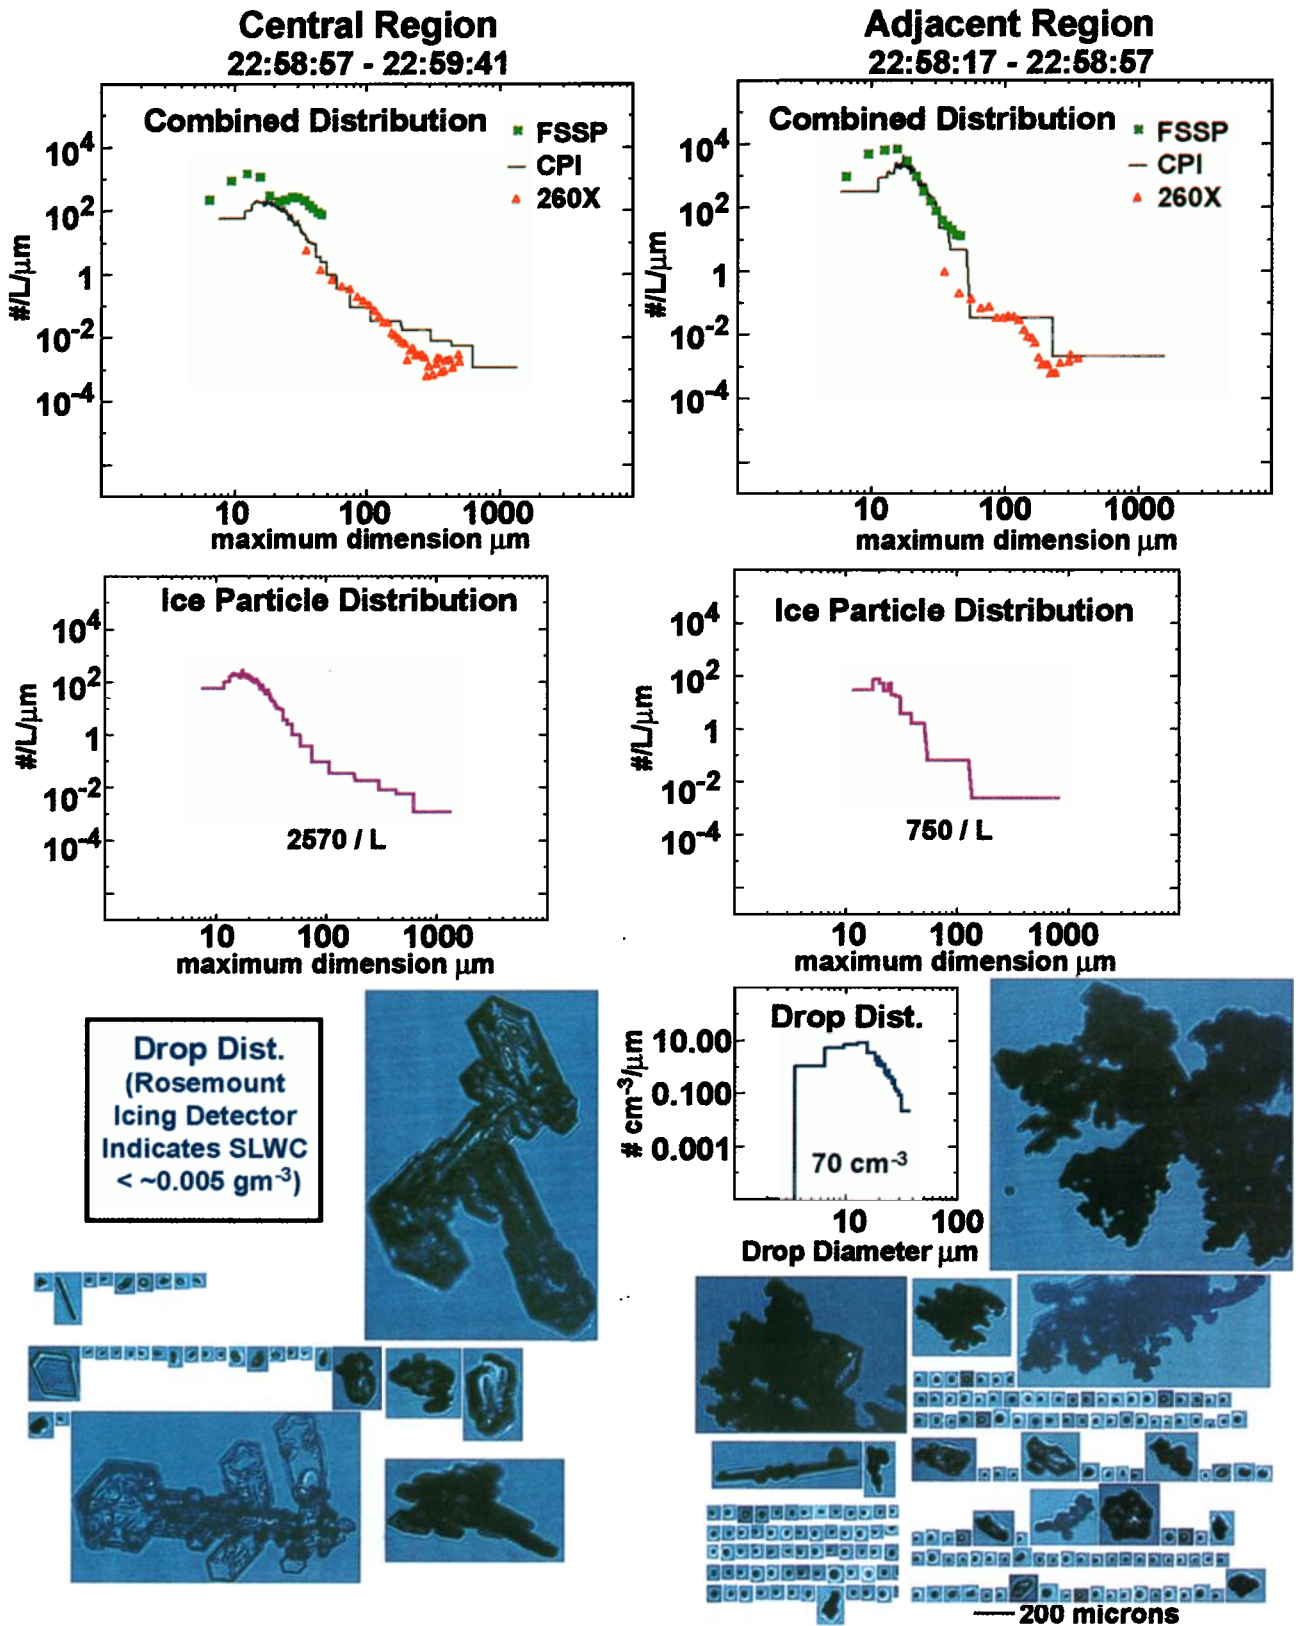 Central Region
22:58:57 - 22:59:41
Combined Distribution
FSSP
CPI
260X
#/L/μm
10⁴
10²
1
10⁻²
10⁻⁴
10 100 1000
maximum dimension μm
Adjacent Region
22:58:17 - 22:58:57
Combined Distribution
FSSP
CPI
260X
#/L/μm
10⁴
10²
1
10⁻²
10⁻⁴
10 100 1000
maximum dimension μm
Ice Particle Distribution
#/L/μm
10⁴
10²
1
10⁻²
10⁻⁴
2570 / L
10 100 1000
maximum dimension μm
Ice Particle Distribution
#/L/μm
10⁴
10²
1
10⁻²
10⁻⁴
750 / L
10 100 1000
maximum dimension μm
Drop Dist.
(Rosemount
Icing Detector
Indicates SLWC
< ~0.005 gm⁻³)
Drop Dist.
# cm⁻³/μm
10.00
0.100
0.001
70 cm⁻³
10 100
Drop Diameter μm
200 microns